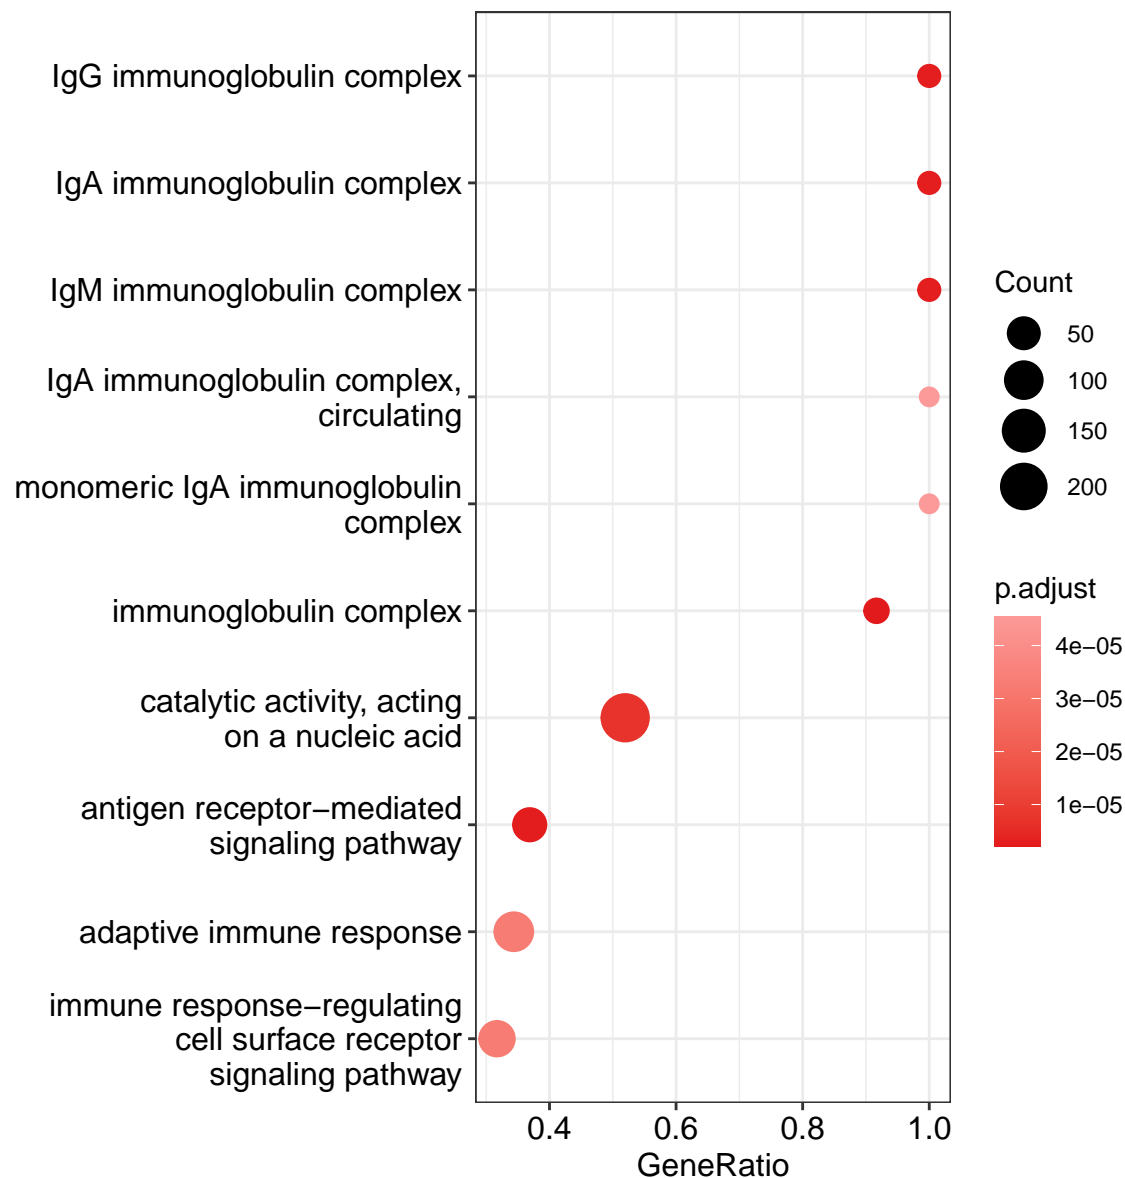 IgG immunoglobulin complex
IgA immunoglobulin complex
IgM immunoglobulin complex
IgA immunoglobulin complex,
circulating
monomeric IgA immunoglobulin
complex
immunoglobulin complex
catalytic activity, acting
on a nucleic acid
antigen receptor−mediated
signaling pathway
adaptive immune response
immune response−regulating
cell surface receptor
signaling pathway
0.4 0.6 0.8 1.0
GeneRatio
Count
50
100
150
200
p.adjust
4e−05
3e−05
2e−05
1e−05